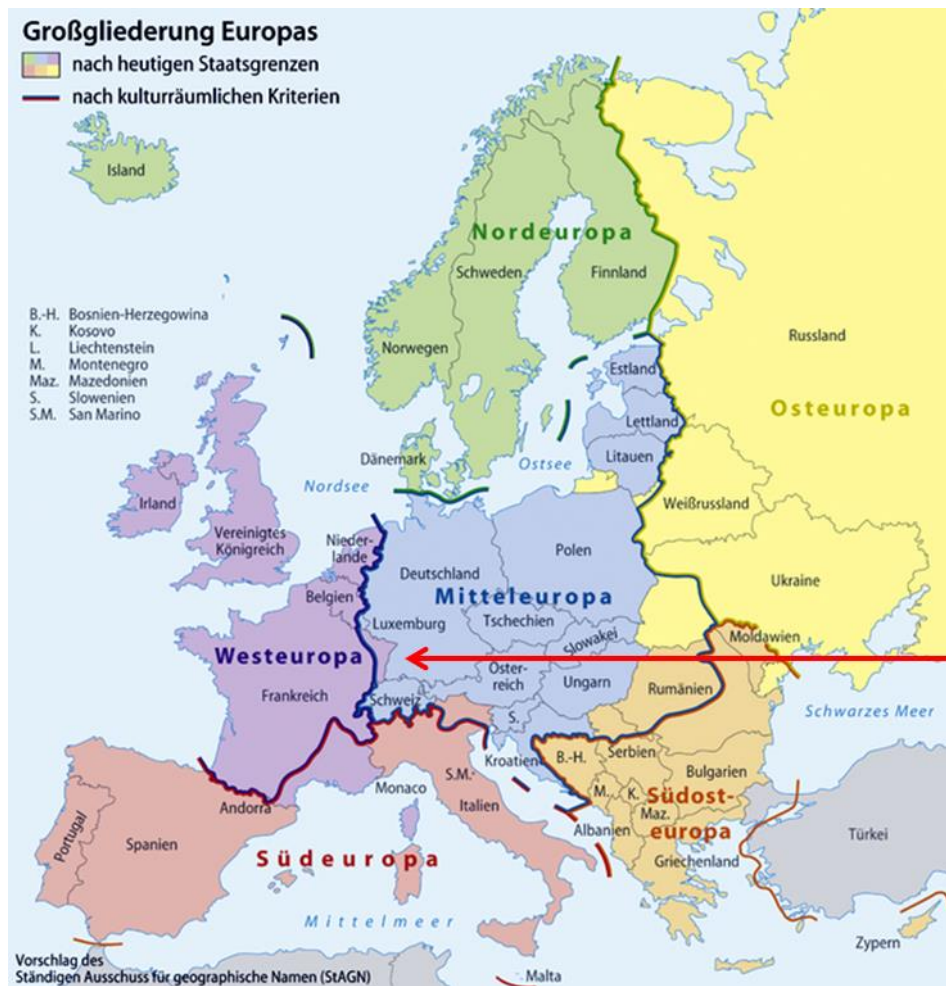 Großgliederung Europas
nach heutigen Staatsgrenzen
nach kulturräumlichen Kriterien
Island
Nordeuropa
Schweden
Finnland
B.-H. Bosnien-Herzegowina
K. Kosovo
L. Liechtenstein
M. Montenegro
Maz. Mazedonien
S. Slowenien
S.M. San Marino
Russland
Norwegen
Estland
Osteuropa
Lettland
Dänemark
Litauen
Ostsee
Nordsee
Irland
Weißrussland
Vereinigtes
Königreich
Nieder-
lande
Polen
Deutschland
Ukraine
Belgien
Mitteleuropa
Luxemburg
Tschechien
Moldawien
Slowakei
Westeuropa
Öster-
reich
Ungarn
Frankreich
Schweiz
Rumänien
Schwarzes Meer
S.
Kroatien
B.-H.
Serbien
S.M.
Bulgarien
Monaco
M.
K.
Südost-
europa
Andorra
Italien
Maz.
Portugal
Spanien
Albanien
Türkei
Südeuropa
Griechenland
Mittelmeer
Zypern
Vorschlag des
Ständigen Ausschuss für geographische Namen (StAGN)
Malta